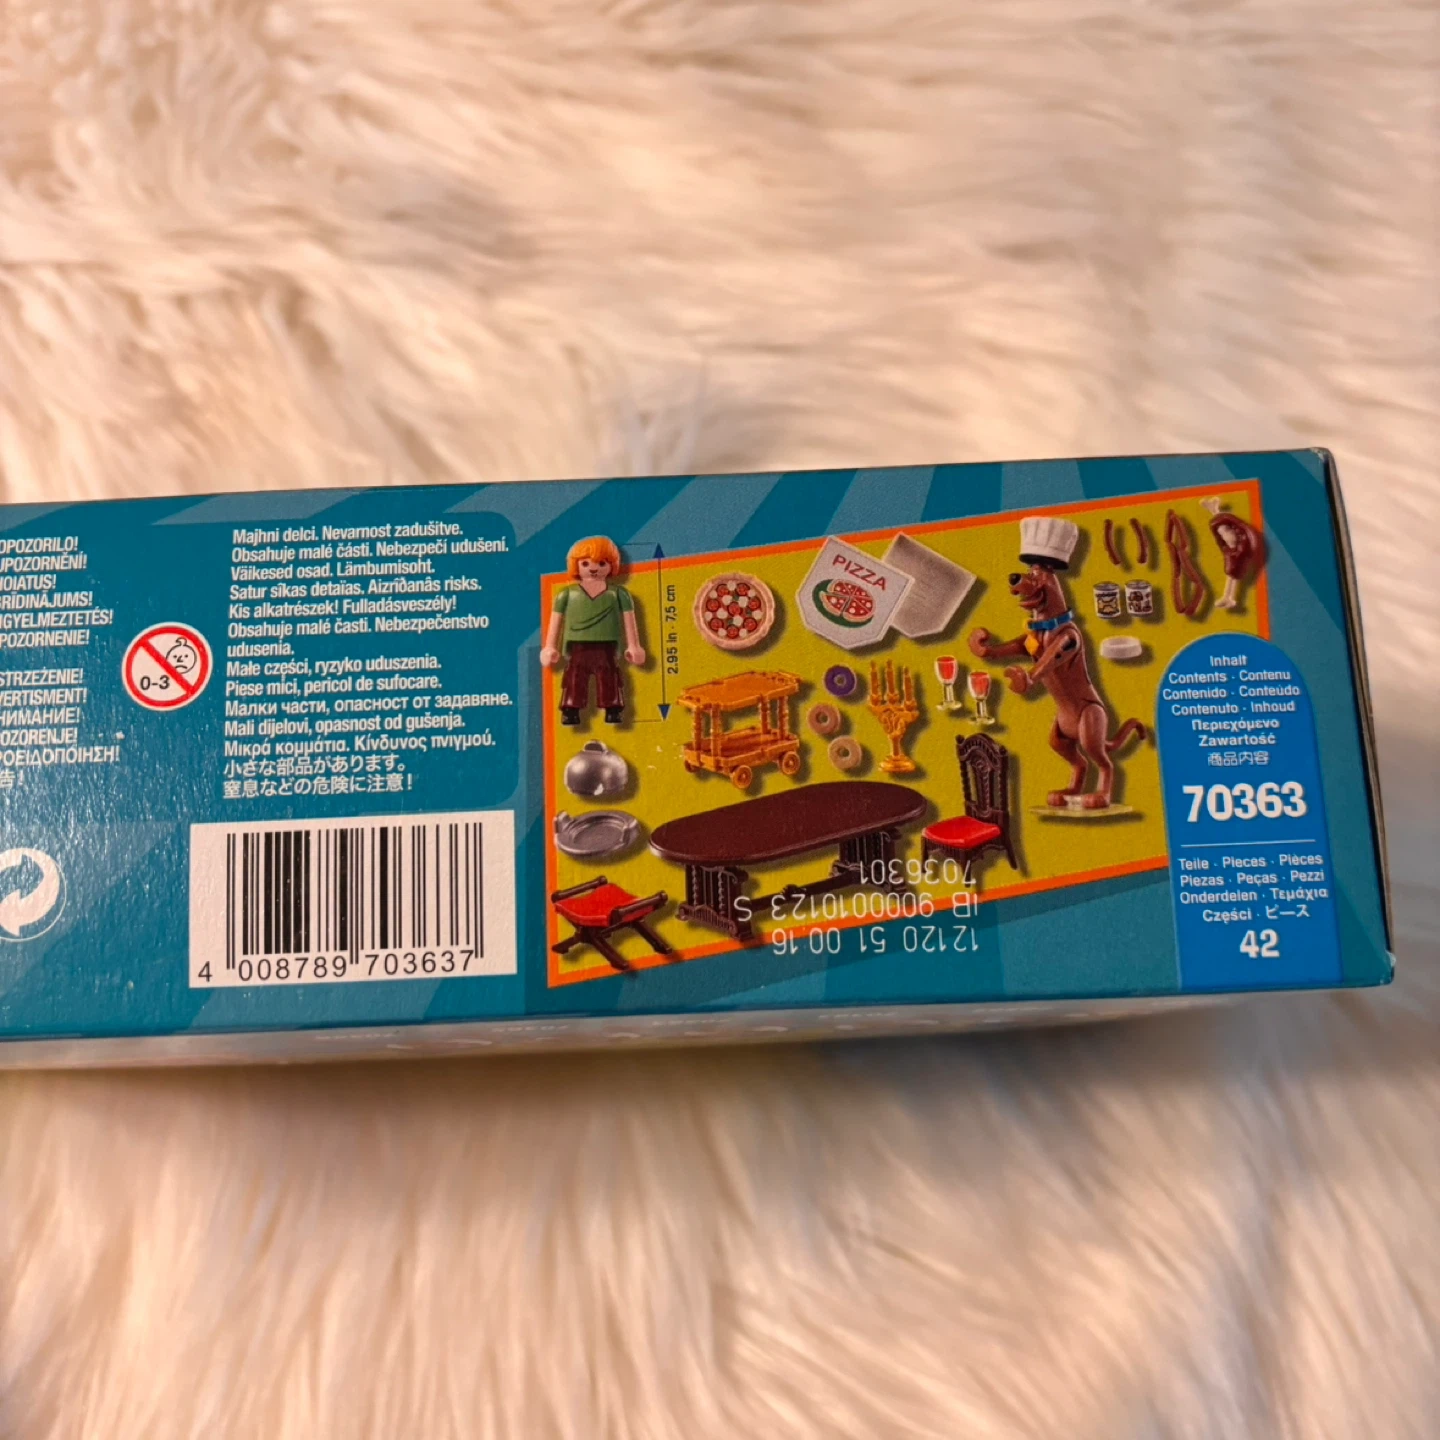 OPOZORILO!
UPOZORNĚNÍ!
HOIATUS!
BRĪDINĀJUMS!
FIGYELMEZTETÉS!
UPOZORNENIE!
OSTRZEŻENIE!
AVERTISMENT!
ВНИМАНИЕ!
UPOZORENJE!
ΠΡΟΕΙΔΟΠΟΙΗΣΗ!
告!
0-3
Majhni delci. Nevarnost zadušitve.
Obsahuje malé části. Nebezpečí udušení.
Väikesed osad. Lämbumisoht.
Satur sīkas detaļas. Aizrīšanās risks.
Kis alkatrészek! Fulladásveszély!
Obsahuje malé časti. Nebezpečenstvo
udusenia.
Małe części, ryzyko uduszenia.
Piese mici, pericol de sufocare.
Малки части, опасност от задавяне.
Mali dijelovi, opasnost od gušenja.
Μικρά κομμάτια. Κίνδυνος πνιγμού.
小さな部品があります。
窒息などの危険に注意!
4 008789 703637
2.95 in · 7,5 cm
PIZZA
12120 51 00.16
IB 9000010123 S
7036301
Inhalt
Contents · Contenu
Contenido · Conteúdo
Contenuto · Inhoud
Περιεχόμενο
Zawartość
商品内容
70363
Teile · Pieces · Pièces
Piezas · Peças · Pezzi
Onderdelen · Τεμάχια
Części · ピース
42